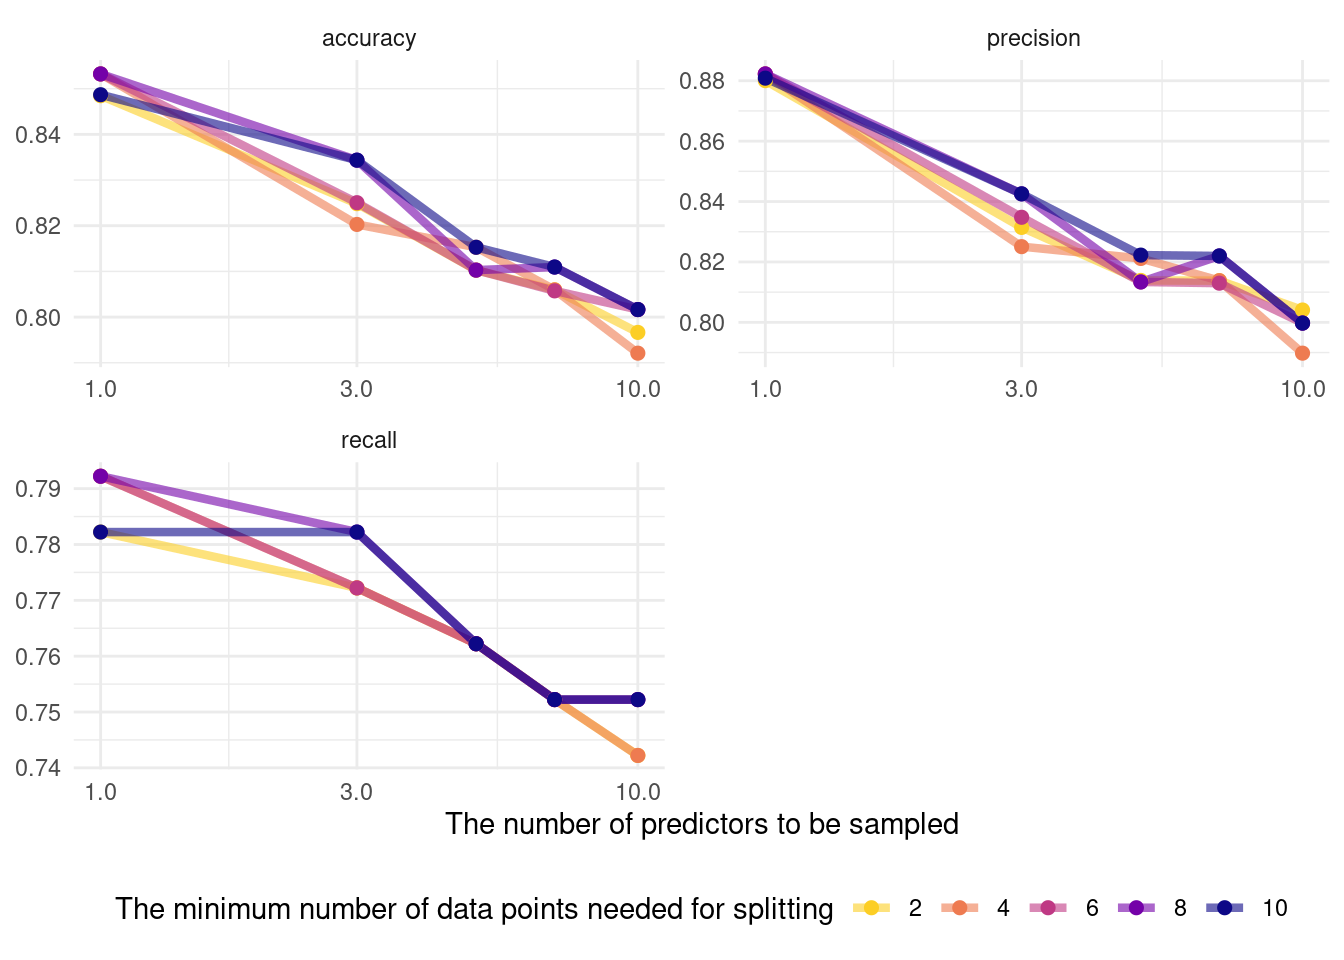 accuracy
precision
0.84
0.82
0.80
1.0 3.0 10.0
0.88
0.86
0.84
0.82
0.80
1.0 3.0 10.0
recall
0.79
0.78
0.77
0.76
0.75
0.74
1.0 3.0 10.0
The number of predictors to be sampled
The minimum number of data points needed for splitting 2 4 6 8 10